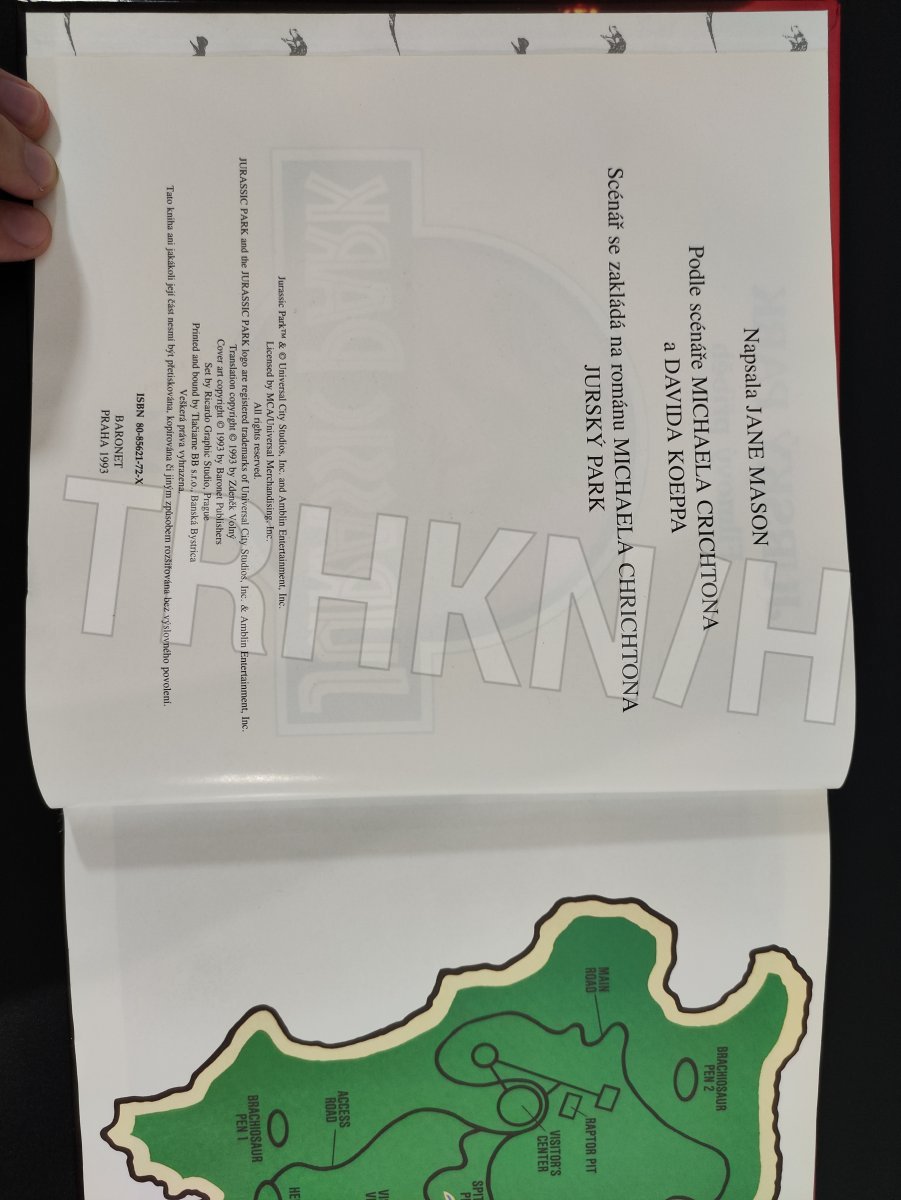 Napsala JANE MASON
Podle scénáře MICHAELA CRICHTONA
a DAVIDA KOEPPA
Scénář se zakládá na románu MICHAELA CHRICHTONA
JURSKÝ PARK
Jurassic Park™ & © Universal City Studios, Inc. and Amblin Entertainment, Inc.
Licensed by MCA/Universal Merchandising, Inc.
All rights reserved.
JURASSIC PARK and the JURASSIC PARK logo are registered trademarks of Universal City Studios, Inc. & Amblin Entertainment, Inc.
Translation copyright © 1993 by Zdeněk Volný
Cover art copyright © 1993 by Baronet Publishers
Set by Ricardo Graphic Studio, Prague
Printed and bound by Tlačiarne BB s.r.o., Banská Bystrica
Veškerá práva vyhrazena.
Tato kniha ani jakákoli její část nesmí být přetiskována, kopírována či jiným způsobem rozšiřována bez výslovného povolení.
ISBN 80-85621-72-X
BARONET
PRAHA 1993
TRHKNIH
BRACHIOSAUR
PEN 2
MAIN
ROAD
RAPTOR PIT
VISITOR'S
CENTER
ACCESS
ROAD
BRACHIOSAUR
PEN 1